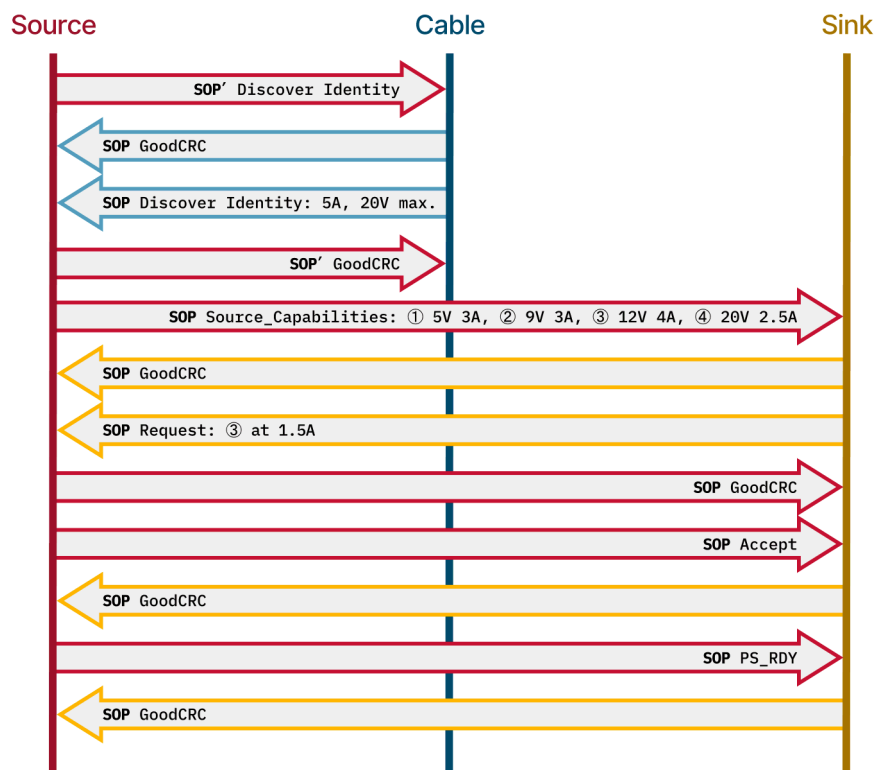 Source Cable Sink
SOP′ Discover Identity
SOP GoodCRC
SOP Discover Identity: 5A, 20V max.
SOP′ GoodCRC
SOP Source_Capabilities: ① 5V 3A, ② 9V 3A, ③ 12V 4A, ④ 20V 2.5A
SOP GoodCRC
SOP Request: ③ at 1.5A
SOP GoodCRC
SOP Accept
SOP GoodCRC
SOP PS_RDY
SOP GoodCRC